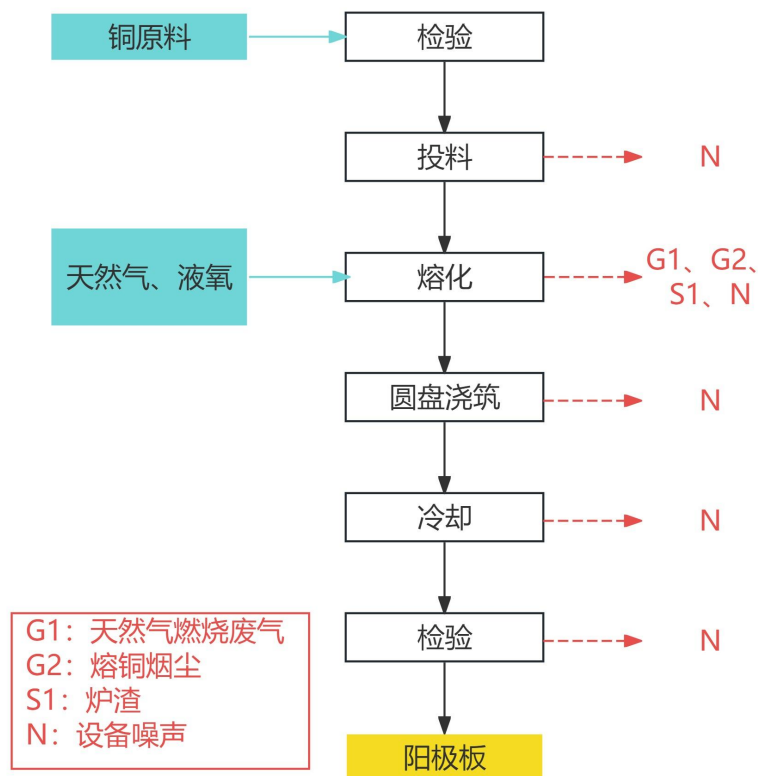 铜原料
检验
投料
N
天然气、液氧
熔化
G1、G2、
S1、N
圆盘浇筑
N
冷却
N
检验
N
G1：天然气燃烧废气
G2：熔铜烟尘
S1：炉渣
N：设备噪声
阳极板